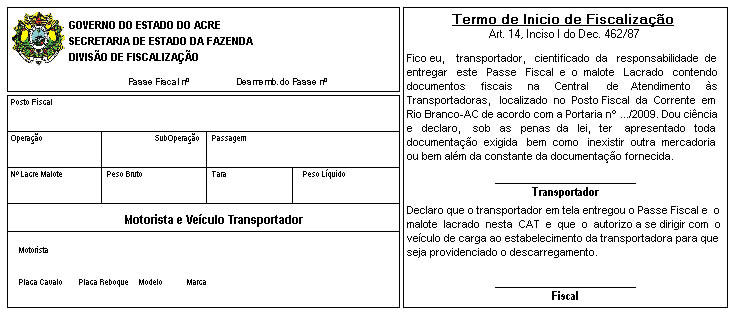 GOVERNO DO ESTADO DO ACRE
SECRETARIA DE ESTADO DA FAZENDA
DIVISÃO DE FISCALIZAÇÃO
Passe Fiscal nº Desmemb. do Passe nº
Posto Fiscal
Operação SubOperação Passagem
Nº Lacre Malote Peso Bruto Tara Peso Líquido
Motorista e Veículo Transportador
Motorista
Placa Cavalo Placa Reboque Modelo Marca
Termo de Inicio de Fiscalização
Art. 14, Inciso I do Dec. 462/87
Fico eu, transportador, cientificado da responsabilidade de
entregar este Passe Fiscal e o malote Lacrado contendo
documentos fiscais na Central de Atendimento às
Transportadoras, localizado no Posto Fiscal da Corrente em
Rio Branco-AC de acordo com a Portaria nº .../2009. Dou ciência
e declaro, sob as penas da lei, ter apresentado toda
documentação exigida bem como inexistir outra mercadoria
ou bem além da constante da documentação fornecida.
Transportador
Declaro que o transportador em tela entregou o Passe Fiscal e o
malote lacrado nesta CAT e que o autorizo a se dirigir com o
veículo de carga ao estabelecimento da transportadora para que
seja providenciado o descarregamento.
Fiscal